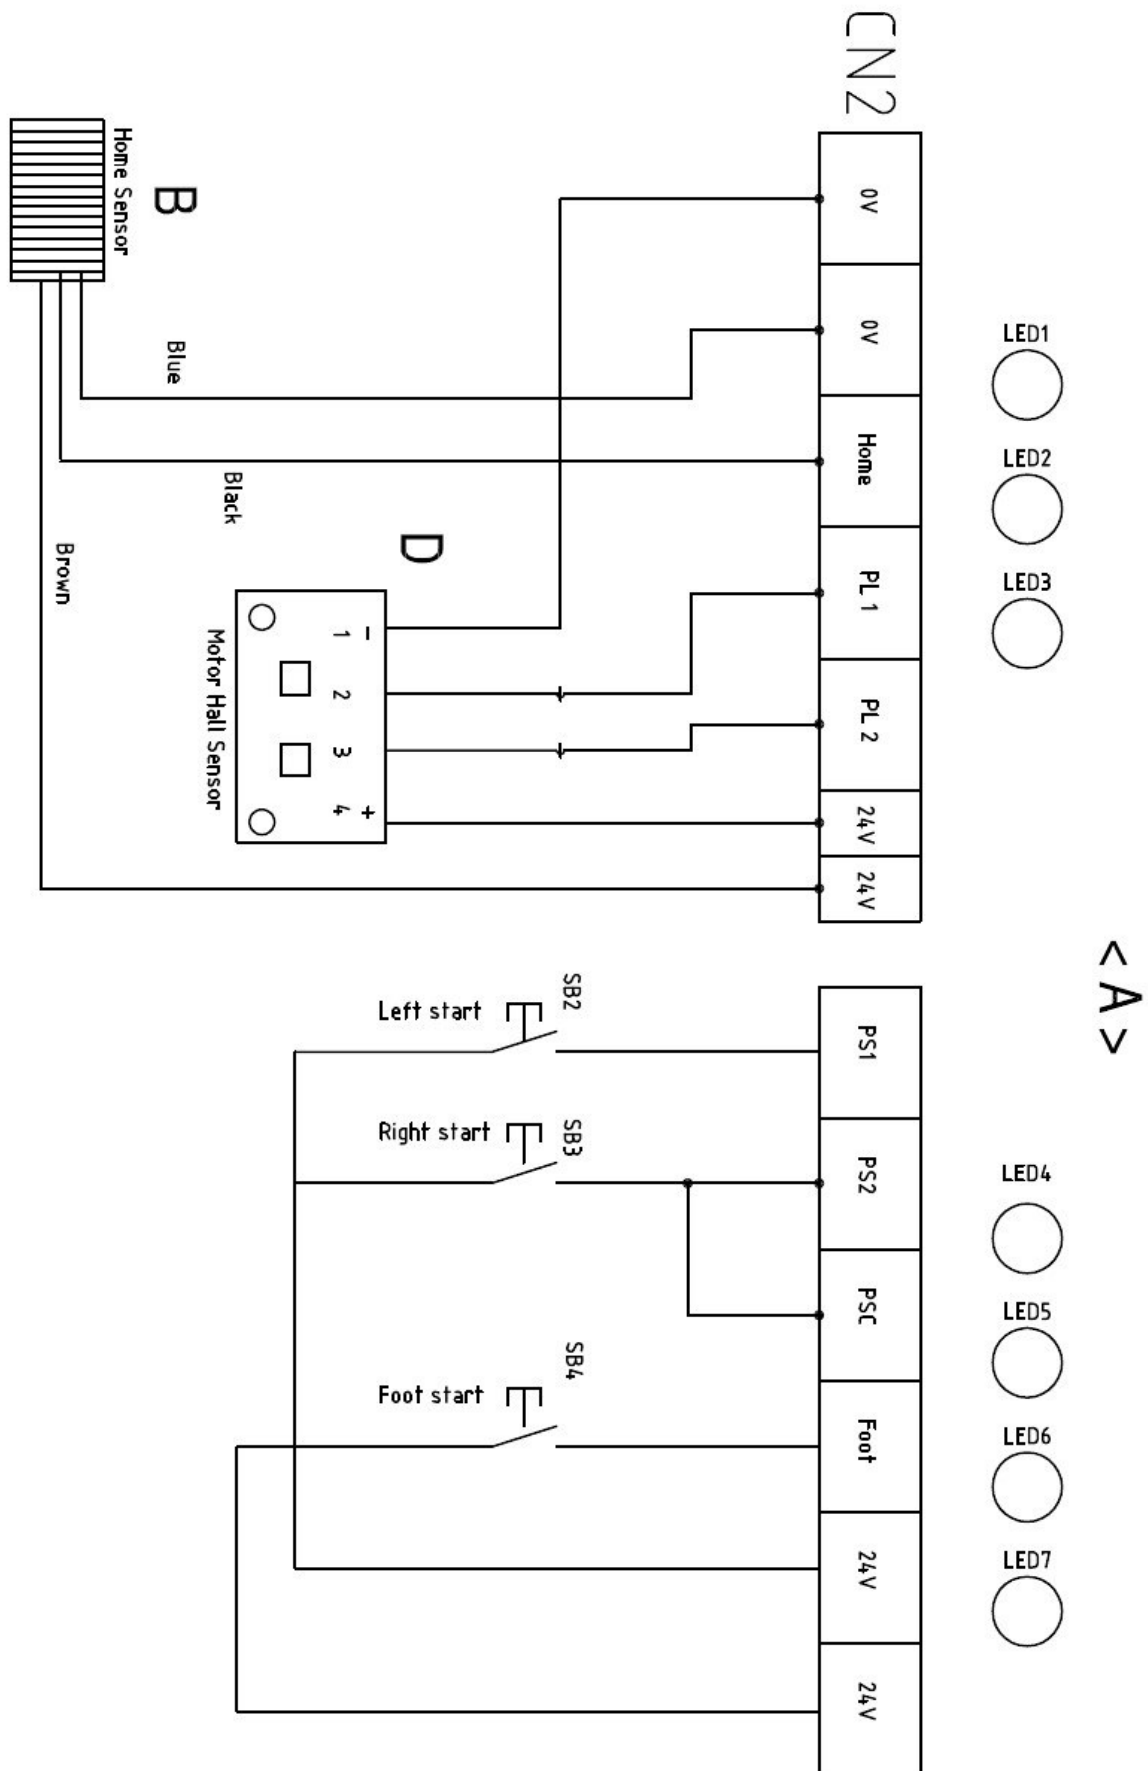 CN2
0V
0V
Home
PL 1
PL 2
24V
24V
LED1
LED2
LED3
B
Home Sensor
Blue
Black
Brown
D
1 -
2
3
4 +
Motor Hall Sensor
<A>
PS1
PS2
PSC
Foot
24V
24V
LED4
LED5
LED6
LED7
SB2
Left start
SB3
Right start
SB4
Foot start